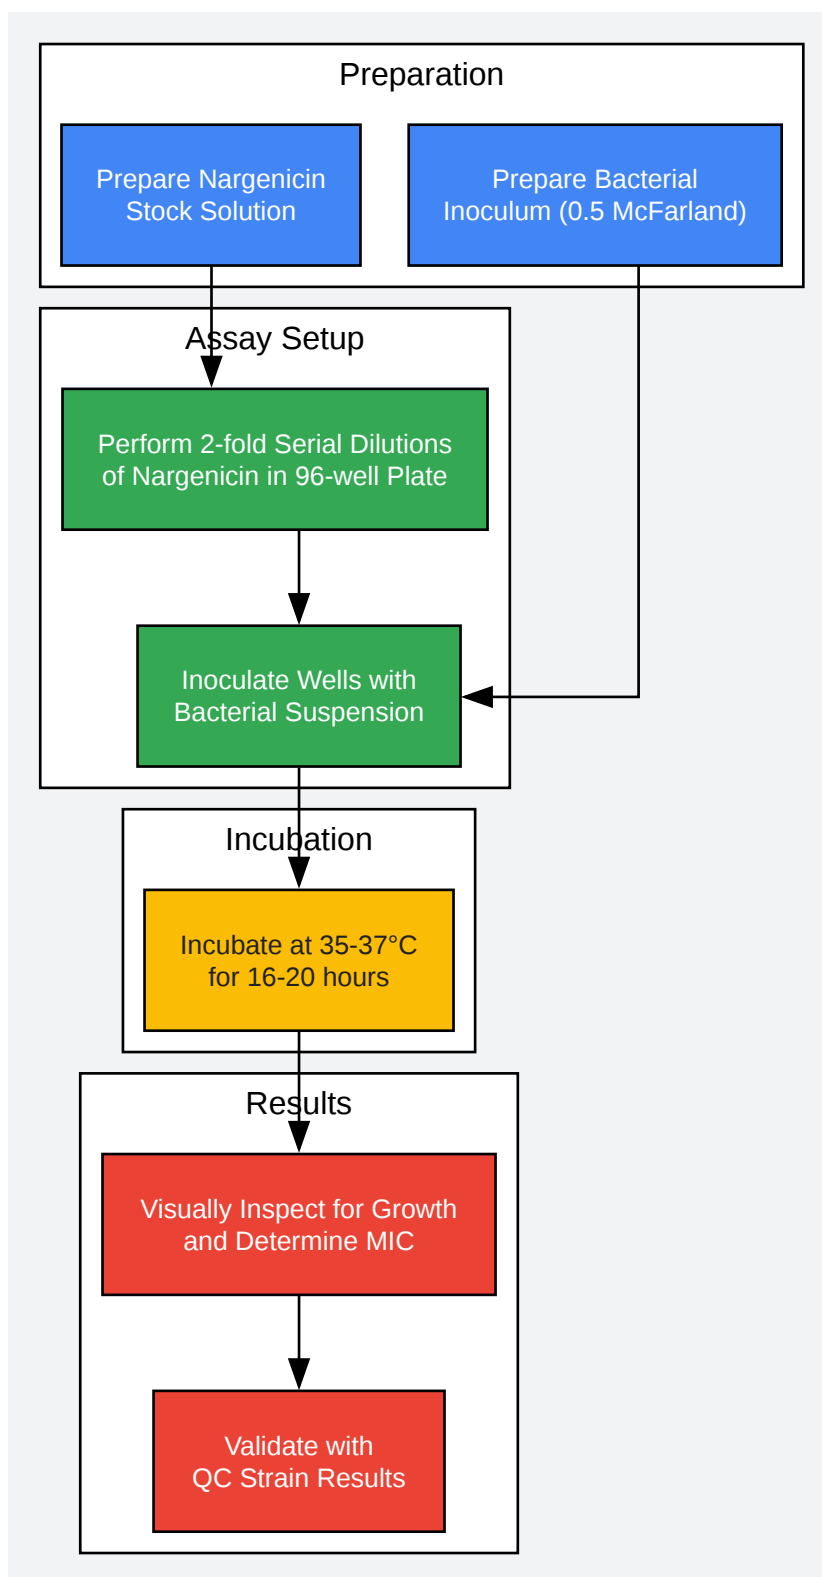 Preparation
Prepare Nargenicin
Stock Solution
Prepare Bacterial
Inoculum (0.5 McFarland)
Assay Setup
Perform 2-fold Serial Dilutions
of Nargenicin in 96-well Plate
Inoculate Wells with
Bacterial Suspension
Incubation
Incubate at 35-37°C
for 16-20 hours
Results
Visually Inspect for Growth
and Determine MIC
Validate with
QC Strain Results